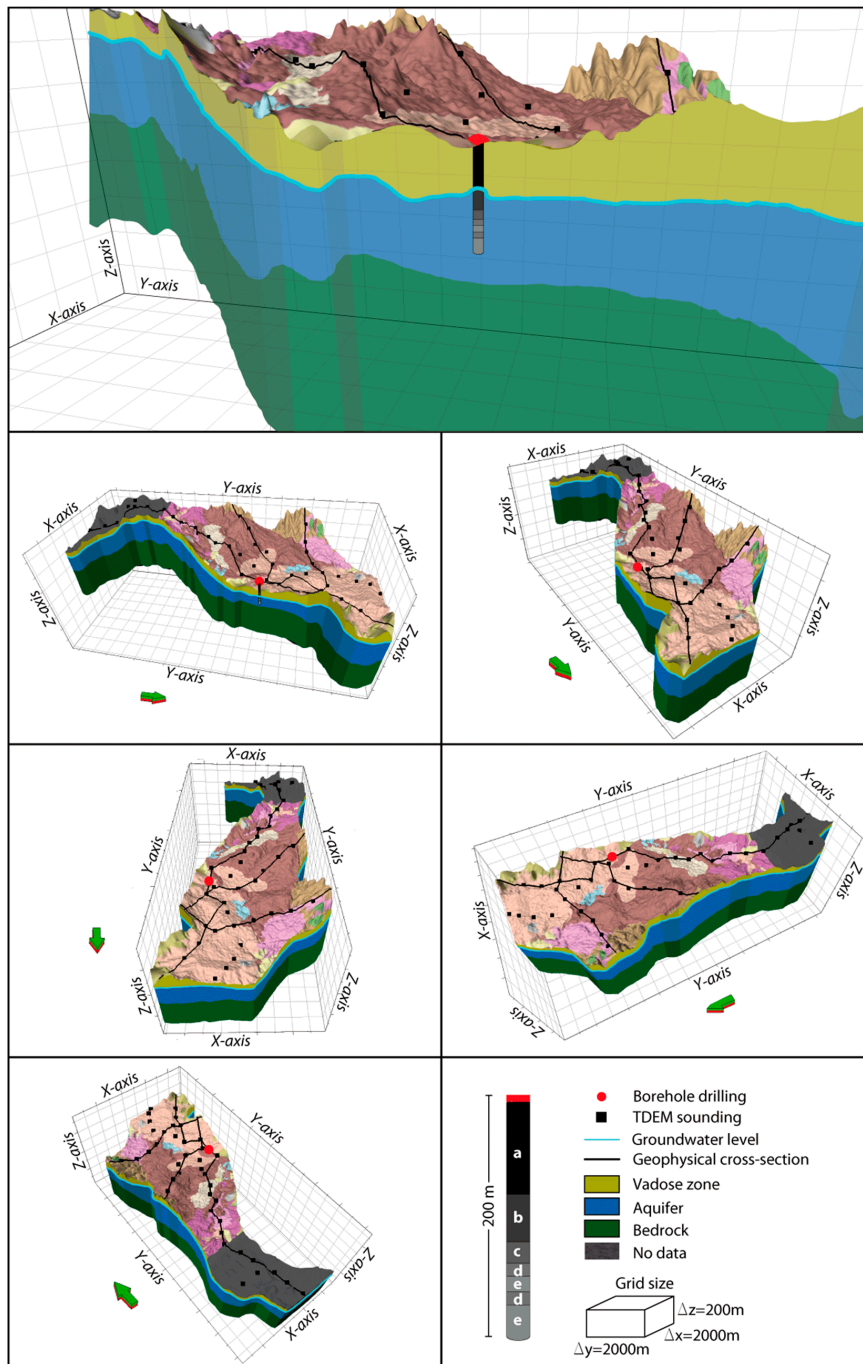 Z-axis
X-axis
Y-axis
X-axis
Y-axis
X-axis
Z-axis
Z-axis
Y-axis
X-axis
Y-axis
Z-axis
Z-axis
Y-axis
X-axis
X-axis
Y-axis
Y-axis
Z-axis
Z-axis
X-axis
Y-axis
X-axis
X-axis
Z-axis
Z-axis
Y-axis
X-axis
Y-axis
Z-axis
Z-axis
Y-axis
X-axis
200 m
a
b
c
d
e
d
e
Borehole drilling
TDEM sounding
Groundwater level
Geophysical cross-section
Vadose zone
Aquifer
Bedrock
No data
Grid size
Δz=200m
Δx=2000m
Δy=2000m